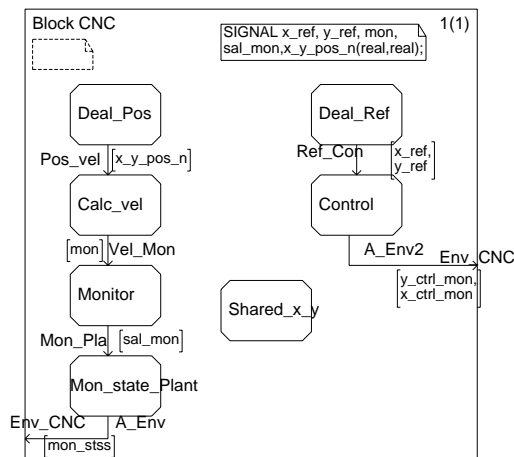 Block CNC
1(1)
SIGNAL x_ref, y_ref, mon,
sal_mon,x_y_pos_n(real,real);
Deal_Pos
Deal_Ref
Pos_vel
[x_y_pos_n]
Ref_Con
[x_ref,
y_ref]
Calc_vel
Control
[mon]
Vel_Mon
A_Env2
Env_CNC
[y_ctrl_mon,
x_ctrl_mon]
Monitor
Shared_x_y
Mon_Pla
[sal_mon]
Mon_state_Plant
Env_CNC
A_Env
[mon_stss]